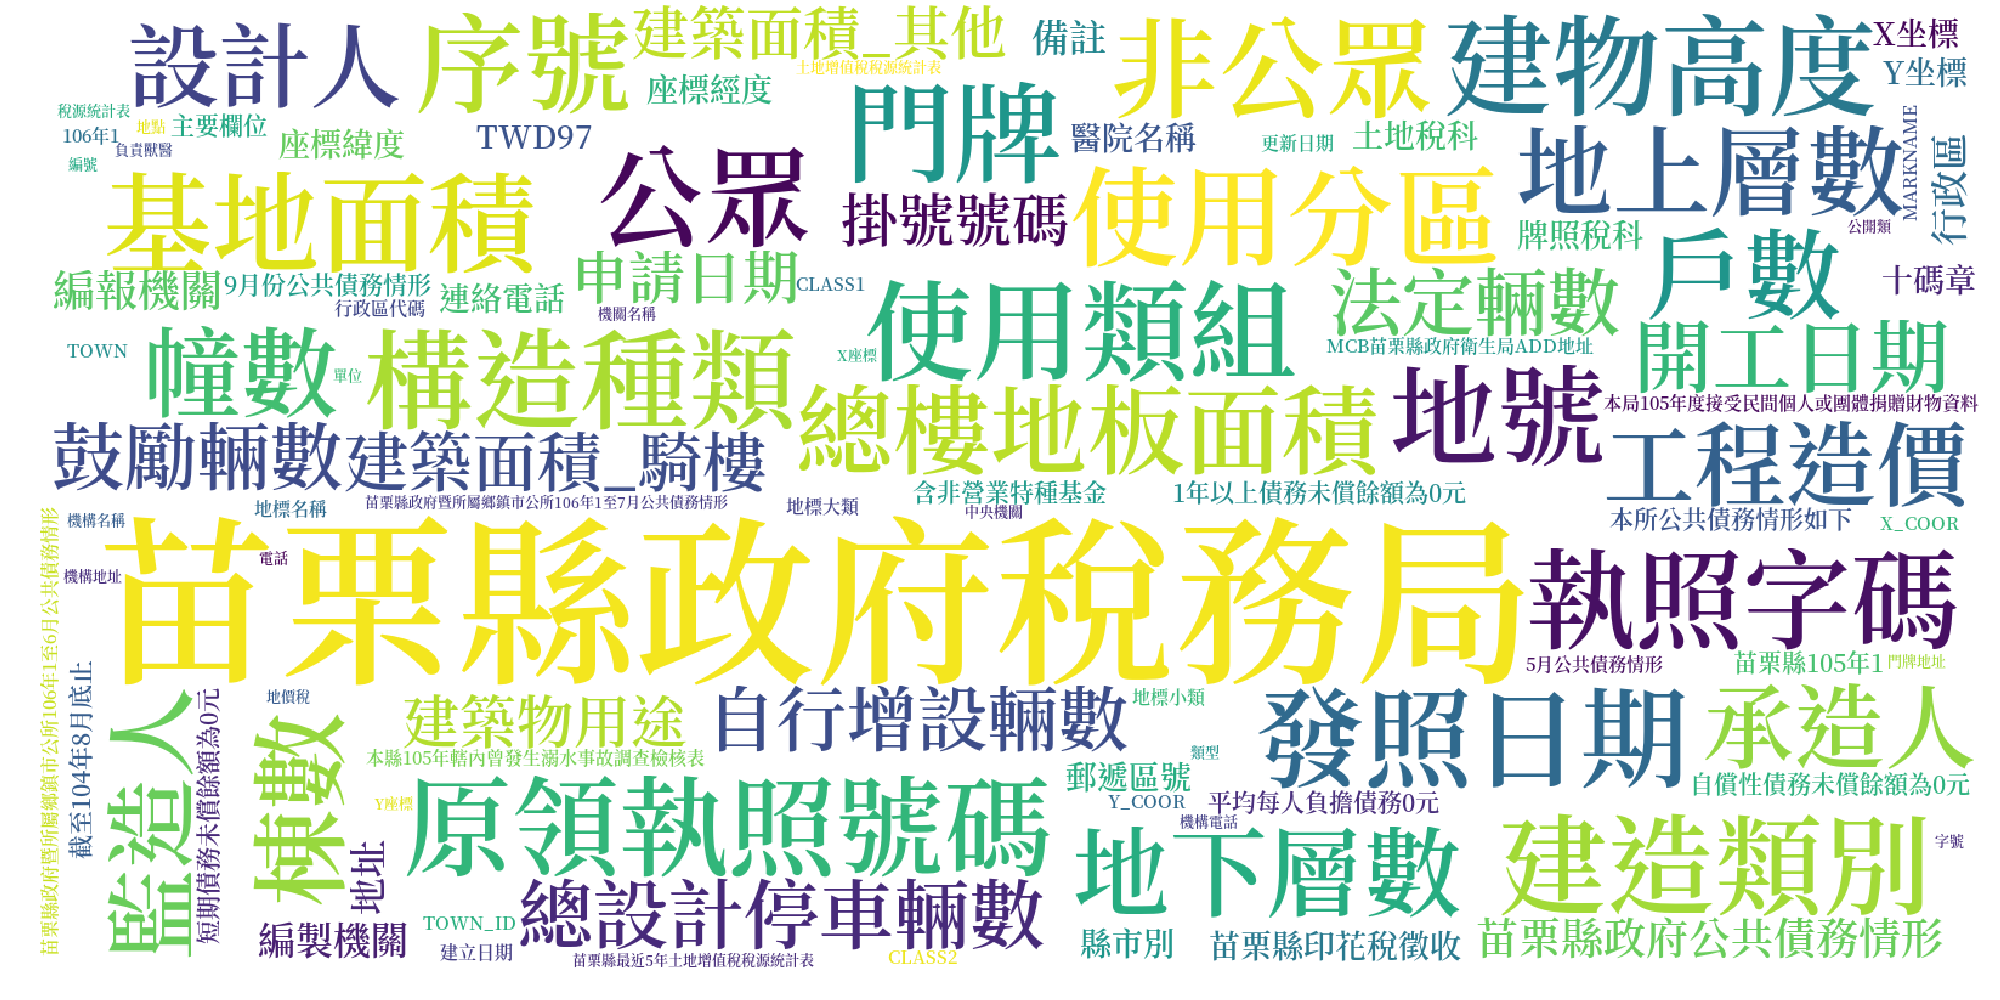 設計人
序號
建築面積_其他
備註
非公眾
建物高度
X坐標
Y坐標
土地增值稅稅源統計表
座標經度
稅源統計表
106年1
地點
主要欄位
負責獸醫
編號
座標緯度
TWD97
門牌
醫院名稱
更新日期
土地稅科
地上層數
MARKNAME
行政區
基地面積
公眾
掛號號碼
使用分區
牌照稅科
公開類
戶數
十碼章
編報機關
9月份公共債務情形
行政區代碼
連絡電話
申請日期
機關名稱
CLASS1
使用類組
法定輛數
MCB苗栗縣政府衛生局ADD地址
開工日期
TOWN
幢數
單位
構造種類
X座標
總樓地板面積
地號
本局105年度接受民間個人或團體捐贈財物資料
工程造價
鼓勵輛數
建築面積_騎樓
苗栗縣政府暨所屬鄉鎮市公所106年1至7月公共債務情形
地標大類
含非營業特種基金
中央機關
1年以上債務未償餘額為0元
本所公共債務情形如下
X_COOR
機構名稱
地標名稱
電話
機構地址
苗栗縣政府稅務局
執照字碼
5月公共債務情形
苗栗縣105年1
門牌地址
苗栗縣政府暨所屬鄉鎮市公所106年1至6月公共債務情形
截至104年8月底止
監造人
短期債務未償餘額為0元
地價稅
棟數
建築物用途
自行增設輛數
地標小類
發照日期
承造人
本縣105年轄內曾發生溺水事故調查檢核表
類型
郵遞區號
Y_COOR
平均每人負擔債務0元
自償性債務未償餘額為0元
Y座標
原領執照號碼
機構電話
地下層數
建造類別
字號
地址
編製機關
TOWN_ID
建立日期
總設計停車輛數
苗栗縣最近5年土地增值稅稅源統計表
CLASS2
縣市別
苗栗縣印花稅徵收
苗栗縣政府公共債務情形